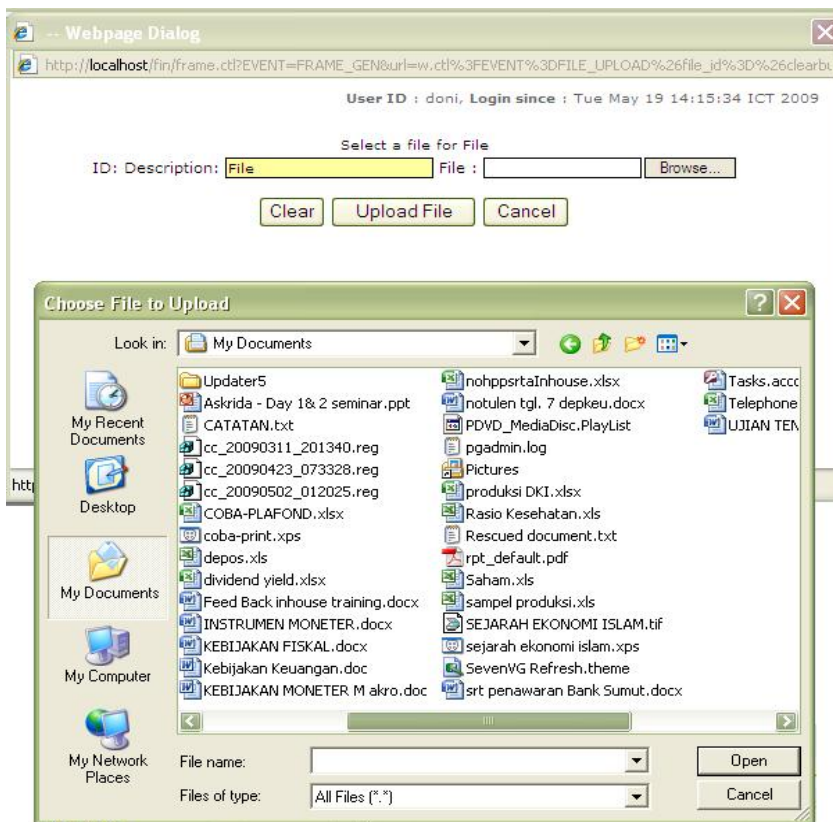 -- Webpage Dialog
http://localhost/fin/frame.ctl?EVENT=FRAME_GEN&url=w.ctl%3FEVENT%3DFILE_UPLOAD%26file_id%3D%26clearbu
User ID : doni, Login since : Tue May 19 14:15:34 ICT 2009
Select a file for File
ID: Description: File File : Browse...
Clear Upload File Cancel
http
Choose File to Upload
Look in: My Documents
My Recent Documents
Desktop
My Documents
My Computer
My Network Places
Updater5
Askrida - Day 1& 2 seminar.ppt
CATATAN.txt
cc_20090311_201340.reg
cc_20090423_073328.reg
cc_20090502_012025.reg
COBA-PLAFOND.xlsx
coba-print.xps
depos.xls
dividend yield.xlsx
Feed Back inhouse training.docx
INSTRUMEN MONETER.docx
KEBIJAKAN FISKAL.docx
Kebijakan Keuangan.doc
KEBIJAKAN MONETER M akro.doc
nohppsrtaInhouse.xlsx
notulen tgl. 7 depkeu.docx
PDVD_MediaDisc.PlayList
pgadmin.log
Pictures
produksi DKI.xlsx
Rasio Kesehatan.xls
Rescued document.txt
rpt_default.pdf
Saham.xls
sampel produksi.xls
SEJARAH EKONOMI ISLAM.tif
sejarah ekonomi islam.xps
SevenVG Refresh.theme
srt penawaran Bank Sumut.docx
Tasks.accd
Telephone
UJIAN TEN
File name:
Open
Files of type: All Files (*.*)
Cancel